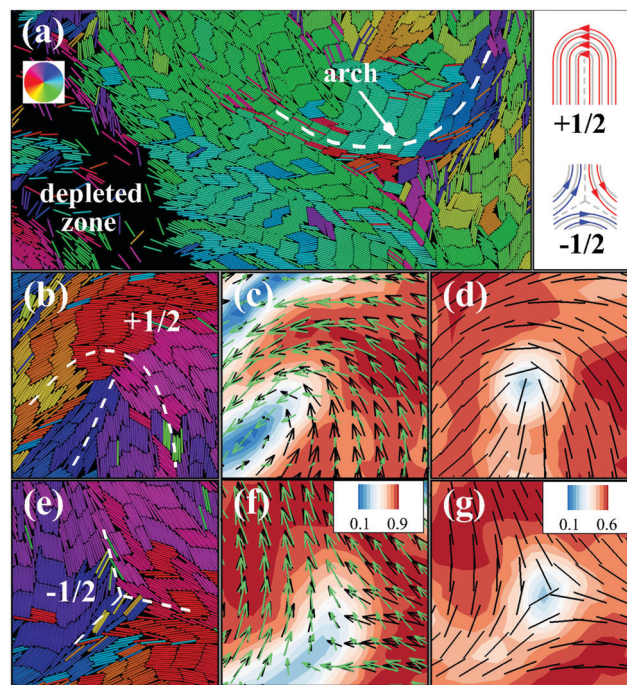 (a)
arch
depleted
zone
+1/2
-1/2
(b)
+1/2
(c)
(d)
(e)
-1/2
(f)
0.1 0.9
(g)
0.1 0.6